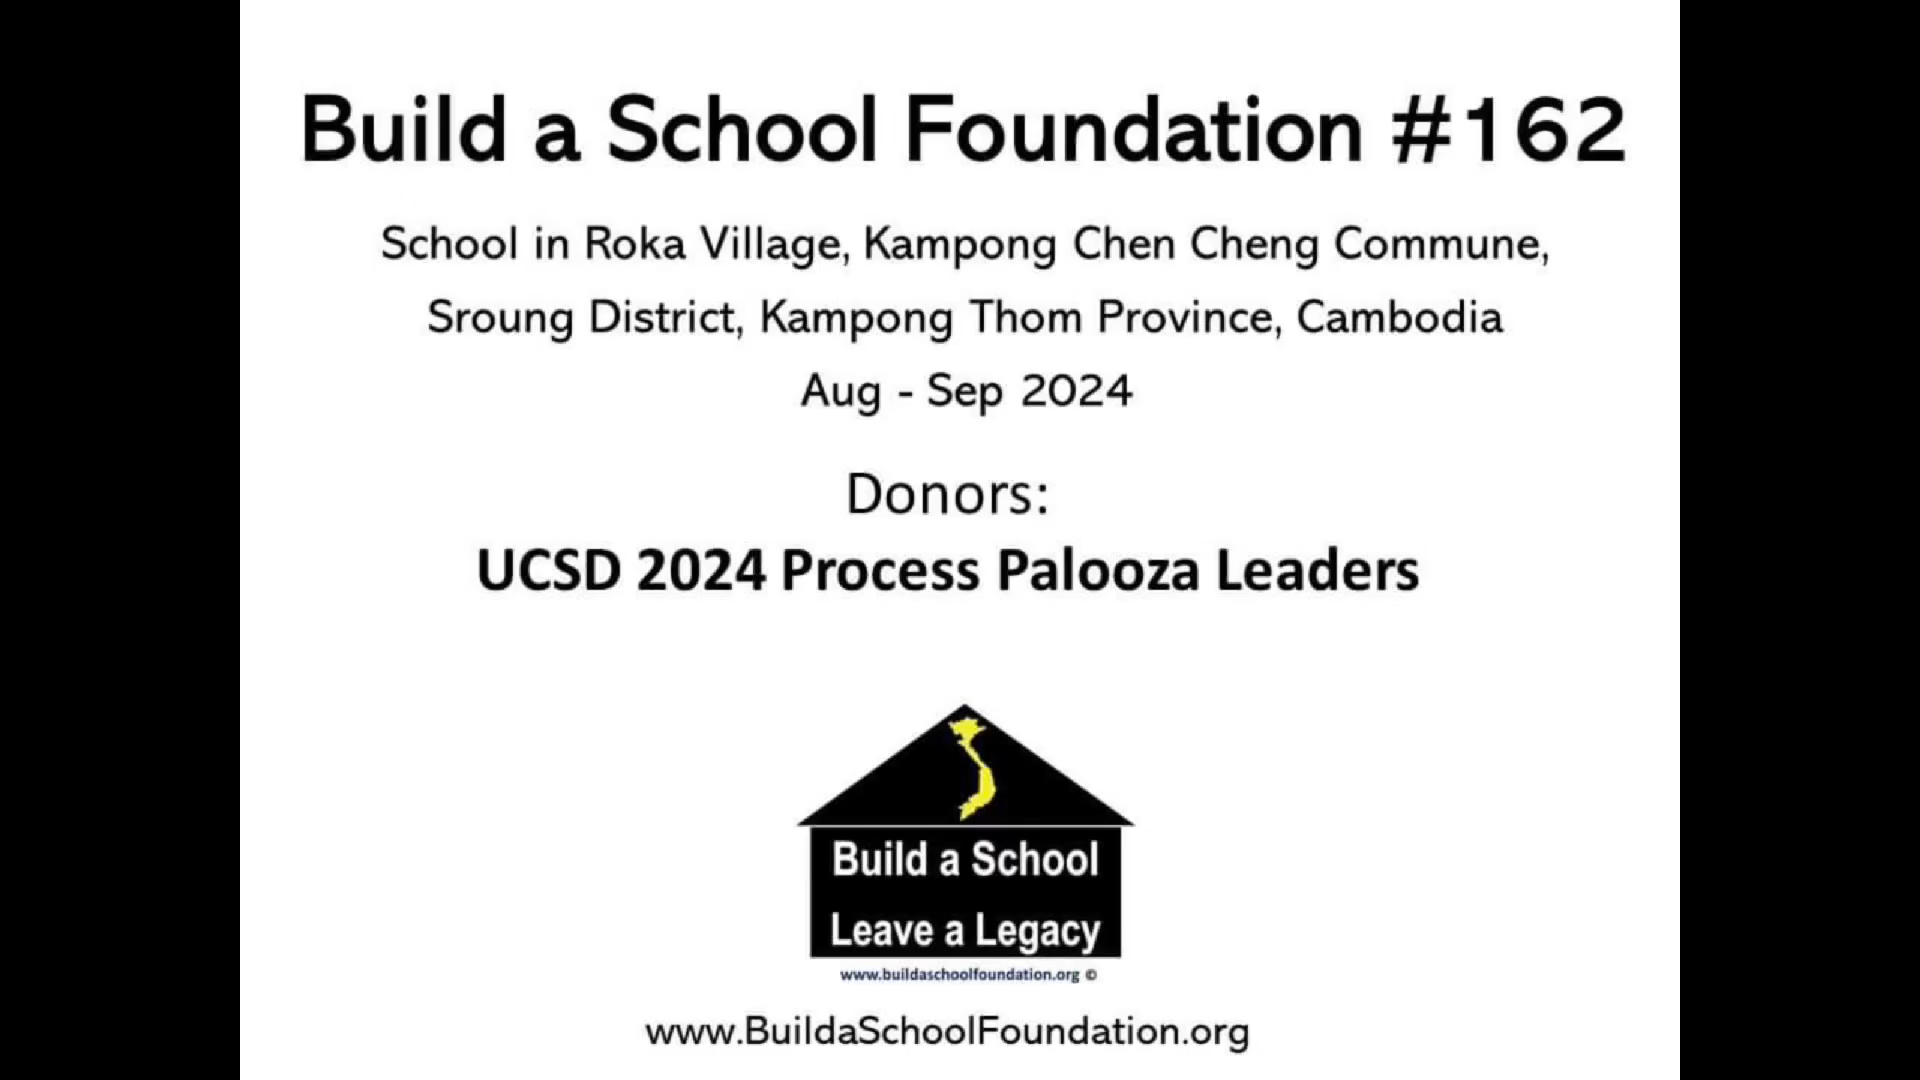 Build a School Foundation #162
School in Roka Village, Kampong Chen Cheng Commune,
Sroung District, Kampong Thom Province, Cambodia
Aug - Sep 2024
Donors:
UCSD 2024 Process Palooza Leaders
Build a School
Leave a Legacy
www.buildaschoolfoundation.org ©
www.BuildaSchoolFoundation.org